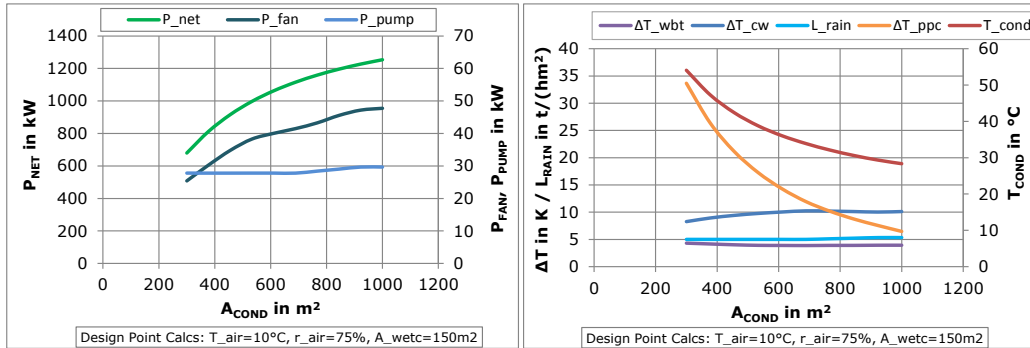 P_net P_fan P_pump
1400
1200
1000
800
600
400
200
0
P_NET in kW
70
60
50
40
30
20
10
0
P_FAN, P_PUMP in kW
0 200 400 600 800 1000 1200
A_COND in m²
Design Point Calcs: T_air=10°C, r_air=75%, A_wetc=150m2
ΔT_wbt ΔT_cw L_rain ΔT_ppc T_cond
40
35
30
25
20
15
10
5
0
ΔT in K / L_RAIN in t/(hm²)
60
50
40
30
20
10
0
T_COND in °C
0 200 400 600 800 1000 1200
A_COND in m²
Design Point Calcs: T_air=10°C, r_air=75%, A_wetc=150m2